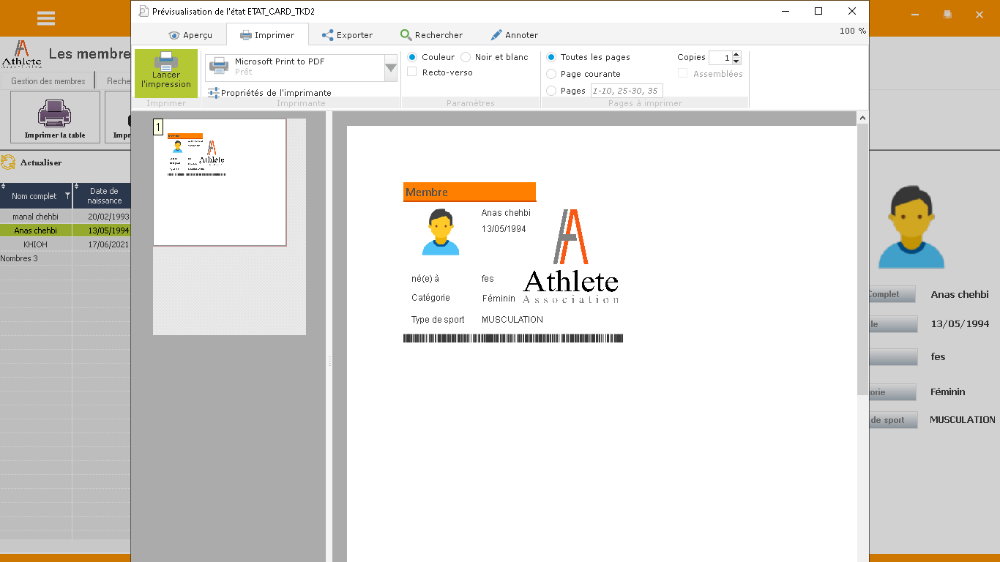 Prévisualisation de l'état ETAT_CARD_TKD2
Aperçu
Imprimer
Exporter
Rechercher
Annoter
100 %
Lancer
l'impression
Imprimer
Microsoft Print to PDF
Prêt
Propriétés de l'imprimante
Imprimante
Couleur
Noir et blanc
Recto-verso
Paramètres
Toutes les pages
Page courante
Pages
1-10, 25-30, 35
Copies
1
Assemblées
Pages à imprimer
Athlete
Association
Les membre
Gestion des membres
Reche
Imprimer la table
Impr
Actualiser
Nom complet
Date de
naissance
manal chehbi 20/02/1993
Anas chehbi 13/05/1994
KHIOH 17/06/2021
Nombres 3
1
Membre
Athlete
Membre
Anas chehbi
13/05/1994
né(e) à fes
Catégorie Féminin
Type de sport MUSCULATION
Athlete
Association
Complet Anas chehbi
le 13/05/1994
fes
orie Féminin
de sport MUSCULATION